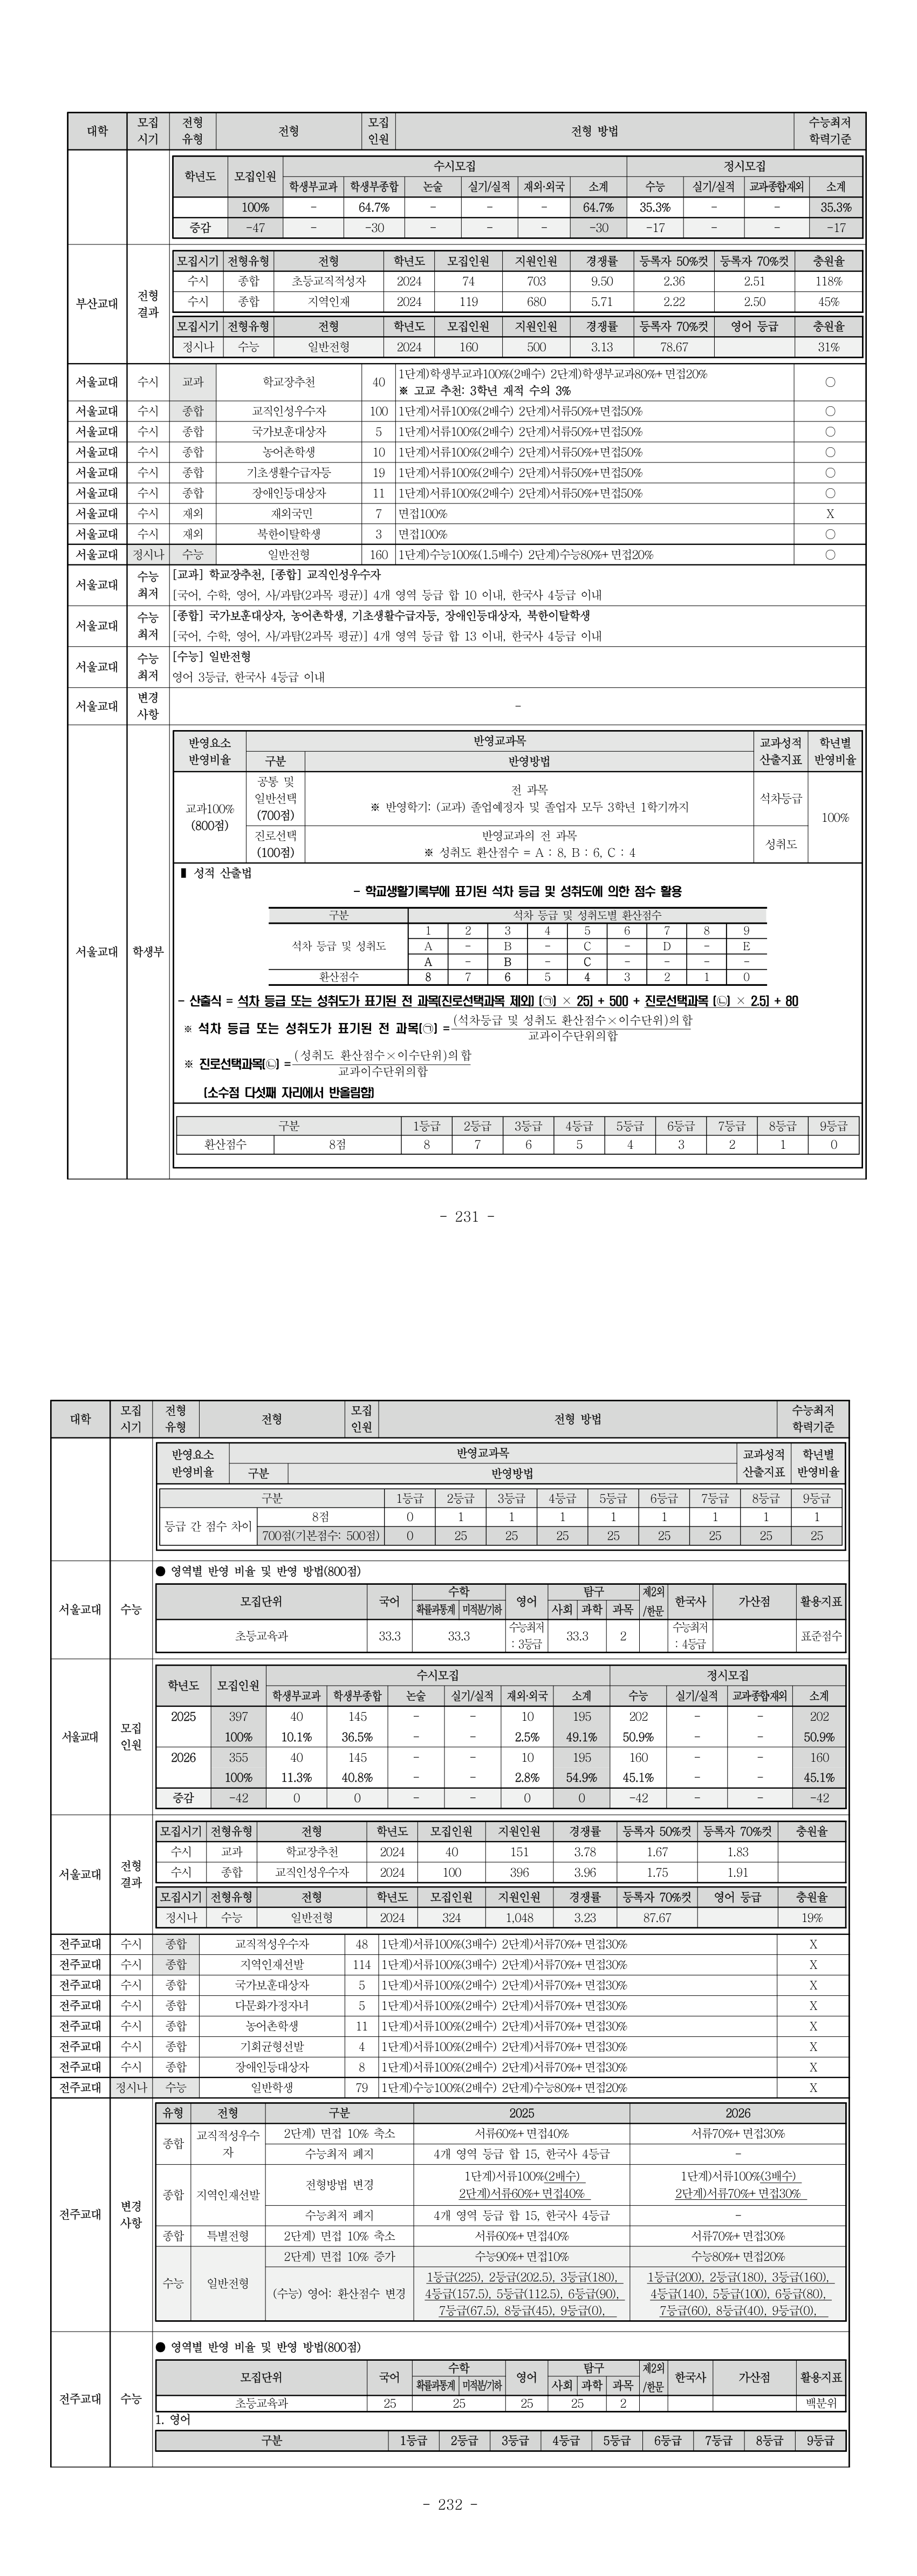 대학 모집시기 전형유형 전형 모집인원 전형 방법 수능최저학력기준
학년도 모집인원 수시모집 정시모집
학생부교과 학생부종합 논술 실기/실적 재외·외국 소계 수능 실기/실적 교과종합재외 소계
100% - 64.7% - - - 64.7% 35.3% - - 35.3%
증감 -47 - -30 - - - -30 -17 - - -17
부산교대 전형결과
모집시기 전형유형 전형 학년도 모집인원 지원인원 경쟁률 등록자 50%컷 등록자 70%컷 충원율
수시 종합 초등교직적성자 2024 74 703 9.50 2.36 2.51 118%
수시 종합 지역인재 2024 119 680 5.71 2.22 2.50 45%
모집시기 전형유형 전형 학년도 모집인원 지원인원 경쟁률 등록자 70%컷 영어 등급 충원율
정시나 수능 일반전형 2024 160 500 3.13 78.67 31%
서울교대 수시 교과 학교장추천 40 1단계)학생부교과100%(2배수) 2단계)학생부교과80%+면접20% ○
※ 고교 추천: 3학년 재적 수의 3%
서울교대 수시 종합 교직인성우수자 100 1단계)서류100%(2배수) 2단계)서류50%+면접50% ○
서울교대 수시 종합 국가보훈대상자 5 1단계)서류100%(2배수) 2단계)서류50%+면접50% ○
서울교대 수시 종합 농어촌학생 10 1단계)서류100%(2배수) 2단계)서류50%+면접50% ○
서울교대 수시 종합 기초생활수급자등 19 1단계)서류100%(2배수) 2단계)서류50%+면접50% ○
서울교대 수시 종합 장애인등대상자 11 1단계)서류100%(2배수) 2단계)서류50%+면접50% ○
서울교대 수시 재외 재외국민 7 면접100% X
서울교대 수시 재외 북한이탈학생 3 면접100% ○
서울교대 정시나 수능 일반전형 160 1단계)수능100%(1.5배수) 2단계)수능80%+면접20% ○
서울교대 수능최저 [교과] 학교장추천, [종합] 교직인성우수자
[국어, 수학, 영어, 사/과탐(2과목 평균)] 4개 영역 등급 합 10 이내, 한국사 4등급 이내
서울교대 수능최저 [종합] 국가보훈대상자, 농어촌학생, 기초생활수급자등, 장애인등대상자, 북한이탈학생
[국어, 수학, 영어, 사/과탐(2과목 평균)] 4개 영역 등급 합 13 이내, 한국사 4등급 이내
서울교대 수능최저 [수능] 일반전형
영어 3등급, 한국사 4등급 이내
서울교대 변경사항 -
서울교대 학생부
반영요소 반영비율 반영교과목 교과성적 산출지표 학년별 반영비율
구분 반영방법
교과100% (800점) 공통 및 일반선택 (700점) 전 과목 석차등급 100%
※ 반영학기: (교과) 졸업예정자 및 졸업자 모두 3학년 1학기까지
진로선택 (100점) 반영교과의 전 과목 성취도
※ 성취도 환산점수 = A : 8, B : 6, C : 4
▮ 성적 산출법
- 학교생활기록부에 표기된 석차 등급 및 성취도에 의한 점수 활용
구분 석차 등급 및 성취도별 환산점수
석차 등급 및 성취도 1 2 3 4 5 6 7 8 9
A - B - C - D - E
A - B - C - - - -
환산점수 8 7 6 5 4 3 2 1 0
- 산출식 = 석차 등급 또는 성취도가 표기된 전 과목(진로선택과목 제외) (㉠) × 25) + 500 + 진로선택과목 (㉡) × 2.5) + 80
※ 석차 등급 또는 성취도가 표기된 전 과목(㉠) = (석차등급 및 성취도 환산점수×이수단위)의 합
교과이수단위의합
※ 진로선택과목(㉡) = (성취도 환산점수×이수단위)의 합
교과이수단위의합
(소수점 다섯째 자리에서 반올림함)
구분 1등급 2등급 3등급 4등급 5등급 6등급 7등급 8등급 9등급
환산점수 8점 8 7 6 5 4 3 2 1 0
- 231 -
대학 모집시기 전형유형 전형 모집인원 전형 방법 수능최저학력기준
반영요소 반영비율 반영교과목 교과성적 산출지표 학년별 반영비율
구분 반영방법
구분 1등급 2등급 3등급 4등급 5등급 6등급 7등급 8등급 9등급
등급 간 점수 차이 8점 0 1 1 1 1 1 1 1 1
700점(기본점수: 500점) 0 25 25 25 25 25 25 25 25
서울교대 수능
● 영역별 반영 비율 및 반영 방법(800점)
모집단위 국어 수학 영어 탐구 제2외/한문 한국사 가산점 활용지표
확률과통계 미적분/기하 사회 과학 과목
초등교육과 33.3 33.3 수능최저: 3등급 33.3 2 수능최저: 4등급 표준점수
서울교대 모집인원
학년도 모집인원 수시모집 정시모집
학생부교과 학생부종합 논술 실기/실적 재외·외국 소계 수능 실기/실적 교과종합재외 소계
2025 397 40 145 - - 10 195 202 - - 202
100% 10.1% 36.5% - - 2.5% 49.1% 50.9% - - 50.9%
2026 355 40 145 - - 10 195 160 - - 160
100% 11.3% 40.8% - - 2.8% 54.9% 45.1% - - 45.1%
증감 -42 0 0 - - 0 0 -42 - - -42
서울교대 전형결과
모집시기 전형유형 전형 학년도 모집인원 지원인원 경쟁률 등록자 50%컷 등록자 70%컷 충원율
수시 교과 학교장추천 2024 40 151 3.78 1.67 1.83
수시 종합 교직인성우수자 2024 100 396 3.96 1.75 1.91
모집시기 전형유형 전형 학년도 모집인원 지원인원 경쟁률 등록자 70%컷 영어 등급 충원율
정시나 수능 일반전형 2024 324 1,048 3.23 87.67 19%
전주교대 수시 종합 교직적성우수자 48 1단계)서류100%(3배수) 2단계)서류70%+면접30% X
전주교대 수시 종합 지역인재선발 114 1단계)서류100%(3배수) 2단계)서류70%+면접30% X
전주교대 수시 종합 국가보훈대상자 5 1단계)서류100%(2배수) 2단계)서류70%+면접30% X
전주교대 수시 종합 다문화가정자녀 5 1단계)서류100%(2배수) 2단계)서류70%+면접30% X
전주교대 수시 종합 농어촌학생 11 1단계)서류100%(2배수) 2단계)서류70%+면접30% X
전주교대 수시 종합 기회균형선발 4 1단계)서류100%(2배수) 2단계)서류70%+면접30% X
전주교대 수시 종합 장애인등대상자 8 1단계)서류100%(2배수) 2단계)서류70%+면접30% X
전주교대 정시나 수능 일반학생 79 1단계)수능100%(2배수) 2단계)수능80%+면접20% X
전주교대 변경사항
유형 전형 구분 2025 2026
종합 교직적성우수자 2단계) 면접 10% 축소 서류60%+면접40% 서류70%+면접30%
수능최저 폐지 4개 영역 등급 합 15, 한국사 4등급 -
종합 지역인재선발 전형방법 변경 1단계)서류100%(2배수) 2단계)서류60%+면접40% 1단계)서류100%(3배수) 2단계)서류70%+면접30%
수능최저 폐지 4개 영역 등급 합 15, 한국사 4등급 -
종합 특별전형 2단계) 면접 10% 축소 서류60%+면접40% 서류70%+면접30%
수능 일반전형 2단계) 면접 10% 증가 수능90%+면접10% 수능80%+면접20%
(수능) 영어: 환산점수 변경 1등급(225), 2등급(202.5), 3등급(180), 4등급(157.5), 5등급(112.5), 6등급(90), 7등급(67.5), 8등급(45), 9등급(0), 1등급(200), 2등급(180), 3등급(160), 4등급(140), 5등급(100), 6등급(80), 7등급(60), 8등급(40), 9등급(0),
전주교대 수능
● 영역별 반영 비율 및 반영 방법(800점)
모집단위 국어 수학 영어 탐구 제2외/한문 한국사 가산점 활용지표
확률과통계 미적분/기하 사회 과학 과목
초등교육과 25 25 25 25 2 백분위
1. 영어
구분 1등급 2등급 3등급 4등급 5등급 6등급 7등급 8등급 9등급
- 232 -